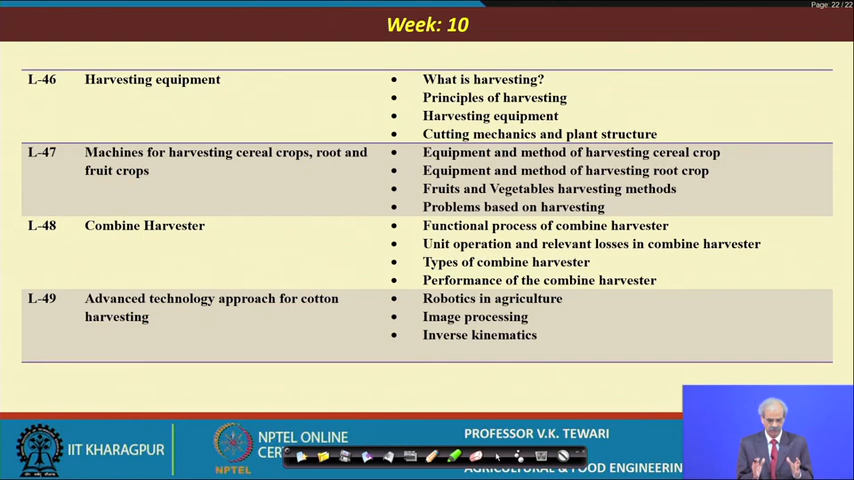 Page: 22 / 22
Week: 10
L-46 Harvesting equipment • What is harvesting?
• Principles of harvesting
• Harvesting equipment
• Cutting mechanics and plant structure
L-47 Machines for harvesting cereal crops, root and • Equipment and method of harvesting cereal crop
fruit crops • Equipment and method of harvesting root crop
• Fruits and Vegetables harvesting methods
• Problems based on harvesting
L-48 Combine Harvester • Functional process of combine harvester
• Unit operation and relevant losses in combine harvester
• Types of combine harvester
• Performance of the combine harvester
L-49 Advanced technology approach for cotton • Robotics in agriculture
harvesting • Image processing
• Inverse kinematics
IIT KHARAGPUR
NPTEL
NPTEL ONLINE
PROFESSOR V.K. TEWARI
AGRICULTURAL & FOOD ENGINEERIN